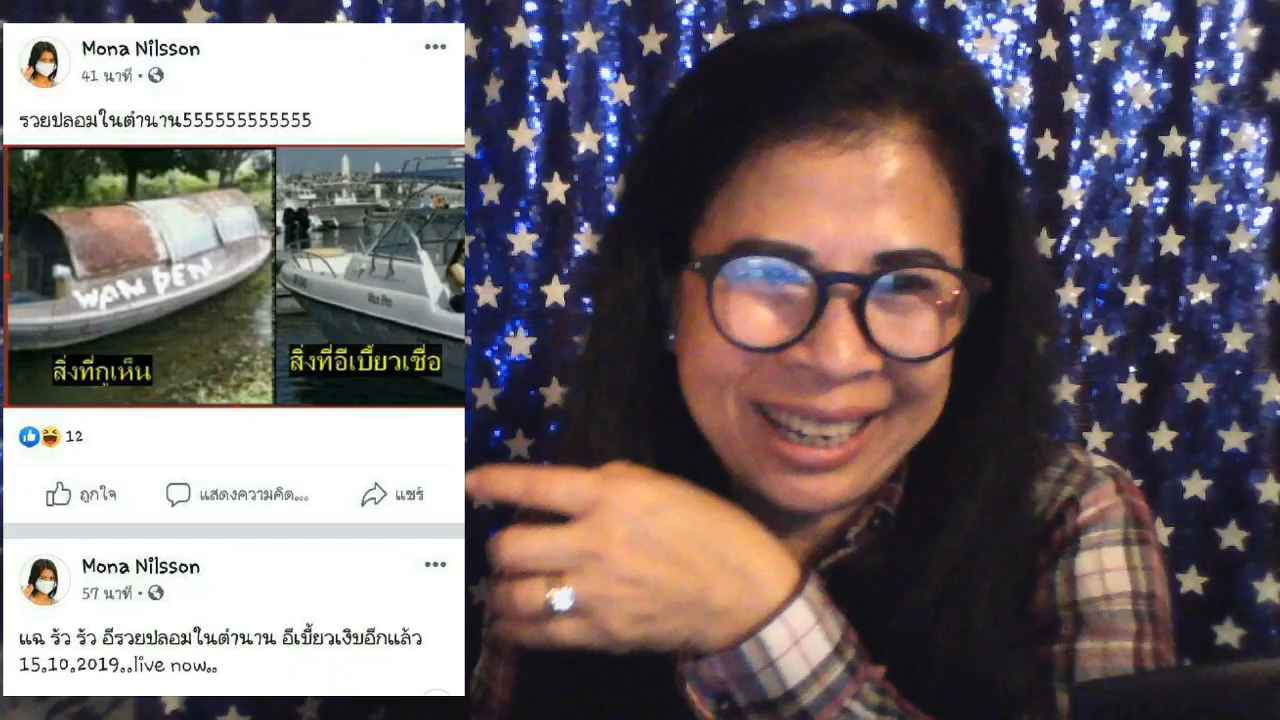 Mona Nilsson
41 นาที
รวยปลอมในตำนาน555555555555
WAN PEN
Wan Pen
สิ่งที่กูเห็น
สิ่งที่อีเบี้ยวเชื่อ
12
ถูกใจ
แสดงความคิด...
แชร์
Mona Nilsson
57 นาที
แฉ รัว รัว อีรวยปลอมในตำนาน อีเบี้ยวเงิบอีกแล้ว
15.10.2019..live now..